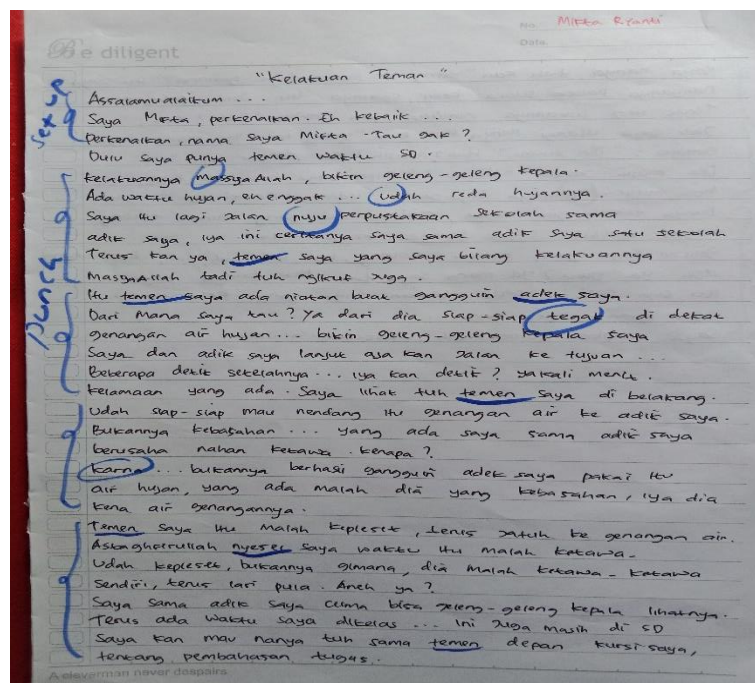 No.
Mikta Ryanti
Be diligent
Date.
"Kelakuan Teman"
Set up
Assalamualaikum ...
Saya Mikta, perkenalkan. Eh kebalik ...
perkenalkan, nama saya Mikta - Tau gak?
Dulu saya punya temen waktu SD.
Kelakuannya Massya Allah, bikin geleng-geleng kepala.
Ada waktu hujan, eh enggak ... udah reda hujannya.
Saya itu lagi jalan nuju perpustakaan sekolah sama
adik saya, iya ini ceritanya saya sama adik saya satu sekolah
Terus kan ya, temen saya yang saya bilang kelakuannya
Massya Allah tadi tuh ngikut juga.
Punch
Itu temen saya ada niatan buat gangguin adek saya.
Dari mana saya tau? Ya dari dia siap-siap tegak di dekat
genangan air hujan ... bikin geleng-geleng kepala saya
Saya dan adik saya lanjut aja kan jalan ke tujuan ...
Beberapa detik setelahnya ... iya kan detik? yakali menit.
Kelamaan yang ada. Saya lihat tuh temen saya di belakang.
Udah siap-siap mau nendang itu genangan air ke adik saya.
Bukannya kebasahan ... yang ada saya sama adik saya
berusaha nahan ketawa. Kenapa?
Karna ... bukannya berhasi gangguin adek saya pakai itu
air hujan, yang ada malah dia yang kebasahan, iya dia
kena air genangannya.
Temen saya itu malah kepleset, terus jatuh ke genangan air.
Astaghafirullah nyesel saya waktu itu malah ketawa.
Udah kepleset, bukannya gimana, dia malah ketawa-ketawa
sendiri, terus lari pula. Aneh ya?
Saya sama adik saya cuma bisa geleng-geleng kepala lihatnya.
Terus ada waktu saya dikelas ... ini juga masih di SD
Saya kan mau nanya tuh sama temen depan kursi saya,
tentang pembahasan tugas.
A cleverman never despairs